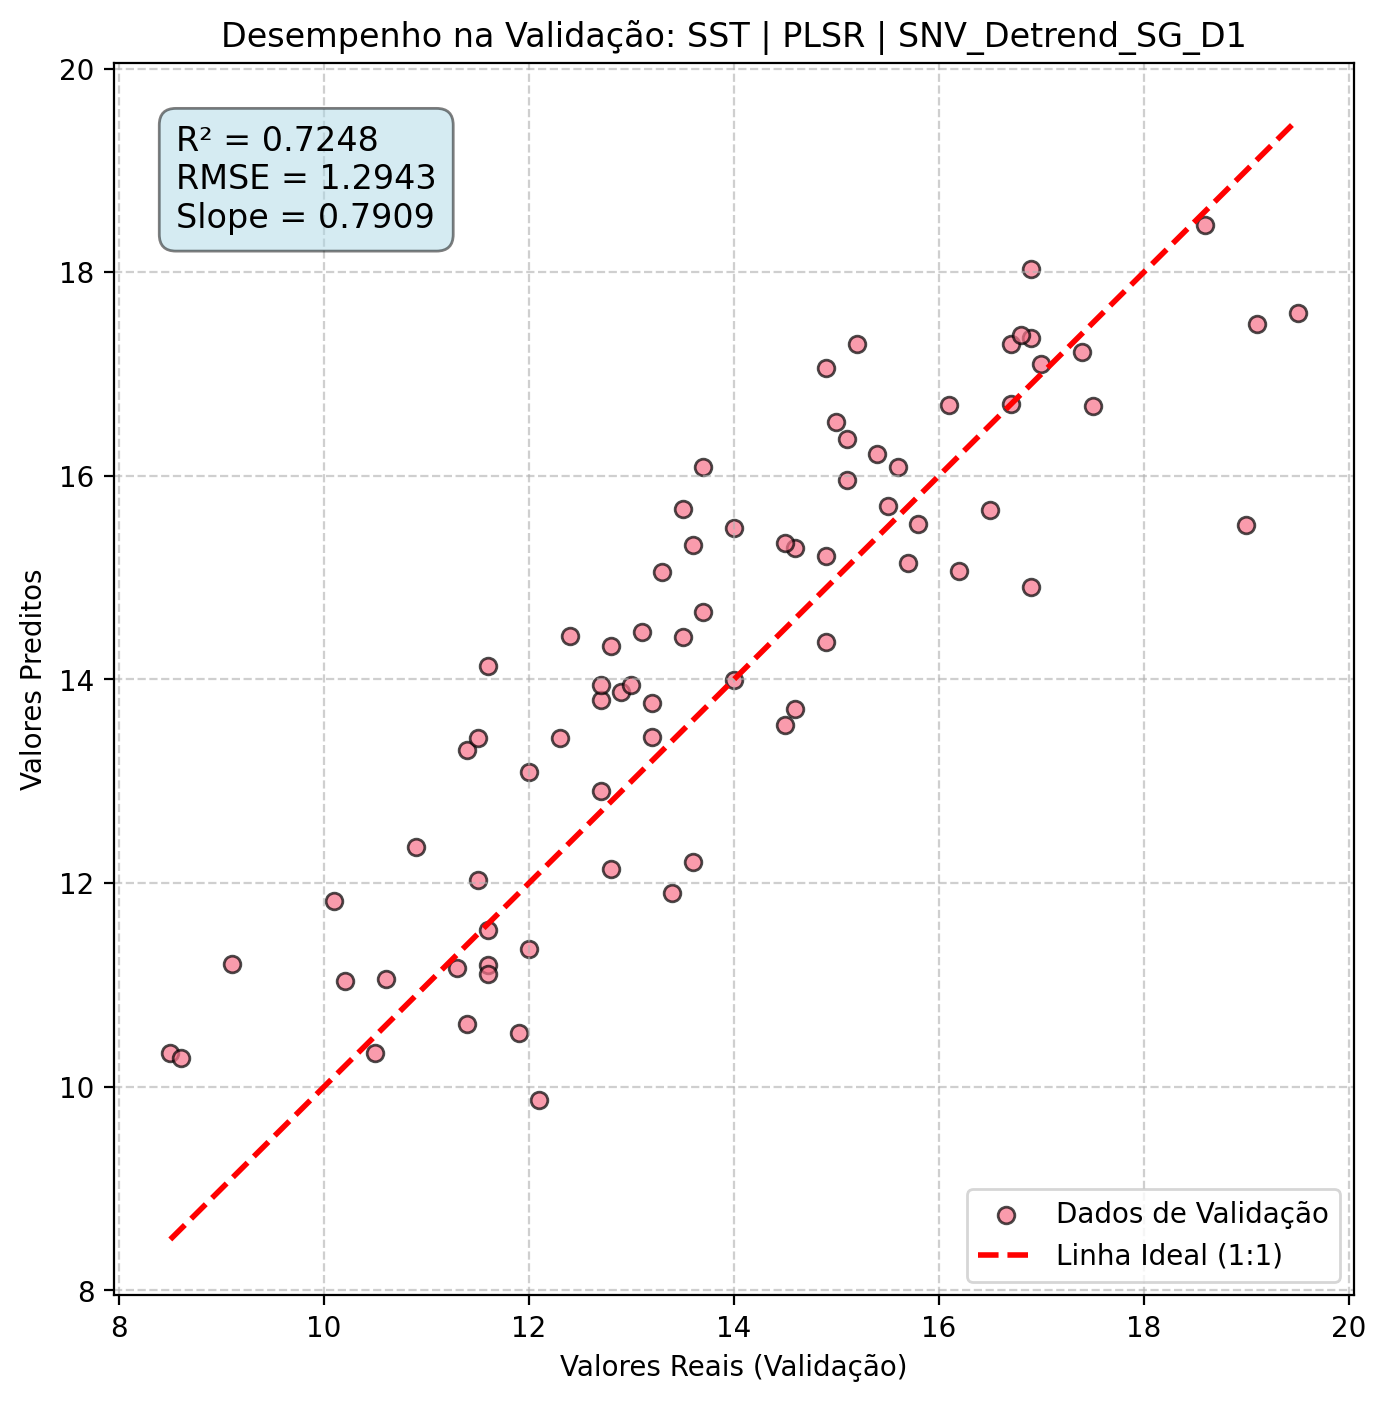 Desempenho na Validação: SST | PLSR | SNV_Detrend_SG_D1
R² = 0.7248
RMSE = 1.2943
Slope = 0.7909
20
18
16
14
12
10
8
Valores Preditos
Dados de Validação
Linha Ideal (1:1)
8 10 12 14 16 18 20
Valores Reais (Validação)